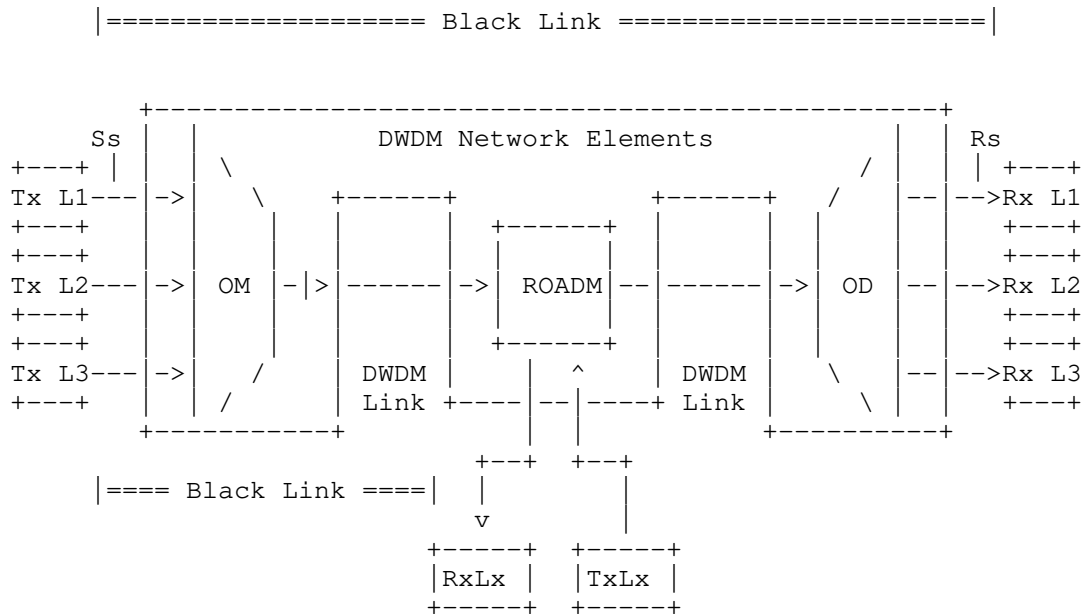 Black Link
DWDM Network Elements
Ss Rs
Tx L1 Rx L1
Tx L2 OM ROADM OD Rx L2
Tx L3 DWDM DWDM Rx L3
Link Link
Black Link
RxLx TxLx